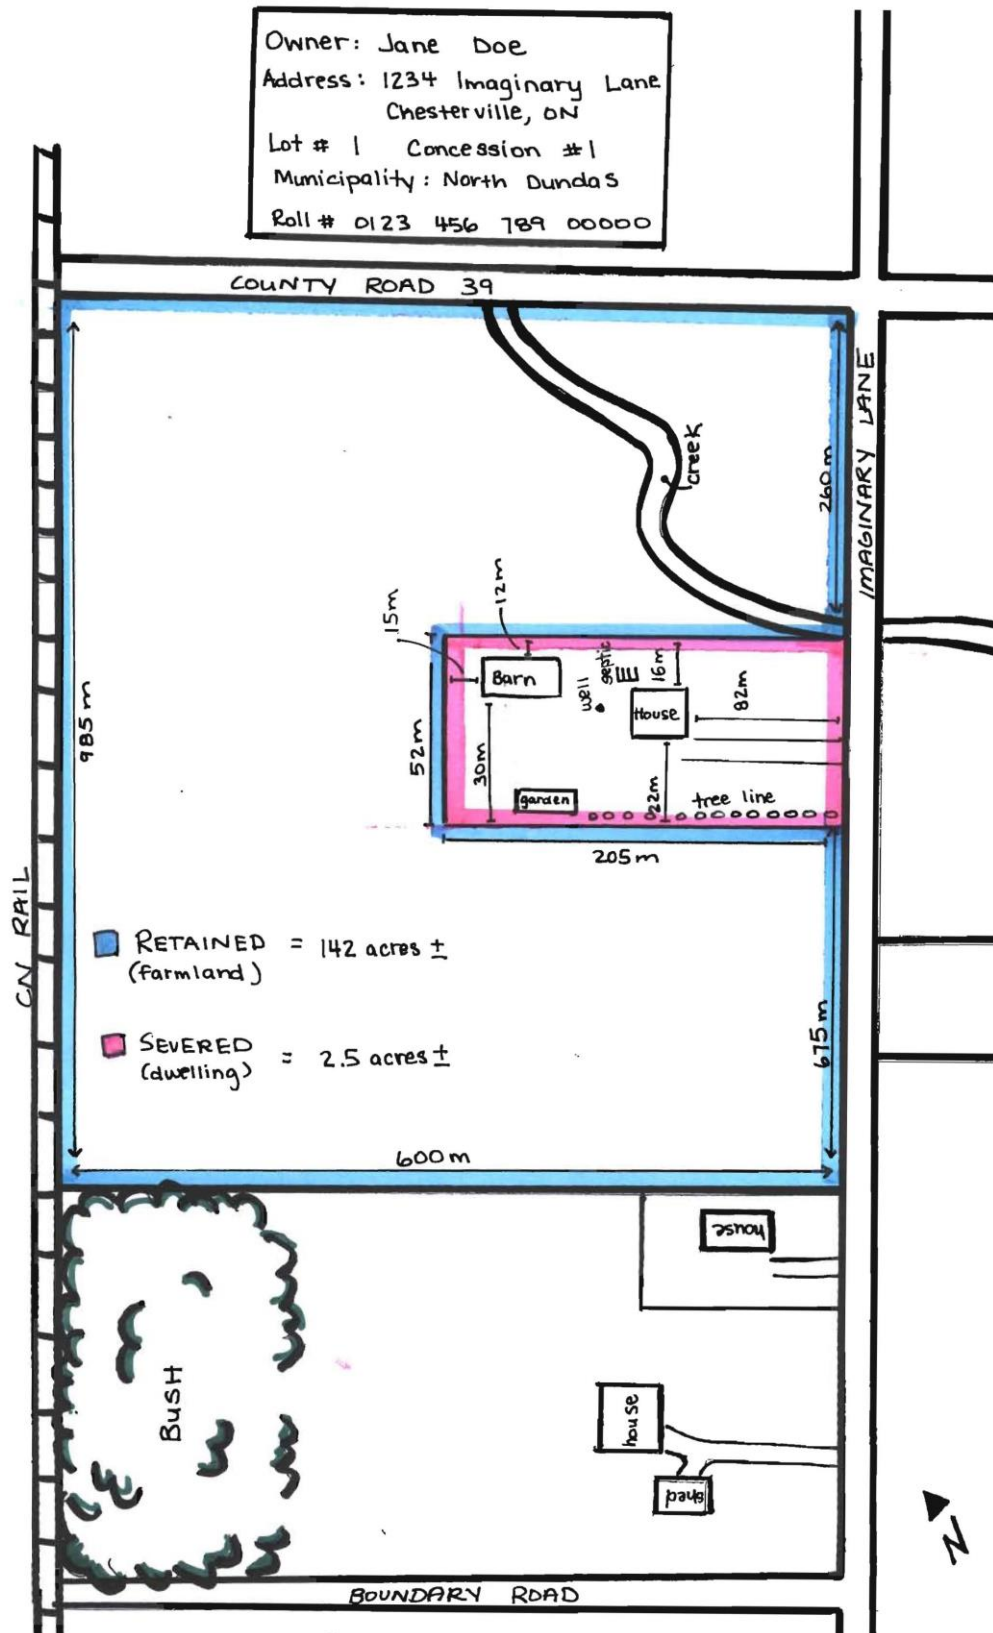 Owner: Jane Doe
Address: 1234 Imaginary Lane
Chesterville, ON
Lot # 1 Concession #1
Municipality: North Dundas
Roll # 0123 456 789 00000
COUNTY ROAD 39
IMAGINARY LANE
creek
260m
12m
15m
Barn
septic
well
16m
House
82m
985m
52m
30m
22m
garden
tree line
205m
CN RAIL
RETAINED = 142 acres ±
(farmland)
SEVERED = 2.5 acres ±
(dwelling)
675m
600m
house
BUSH
house
shed
N
BOUNDARY ROAD